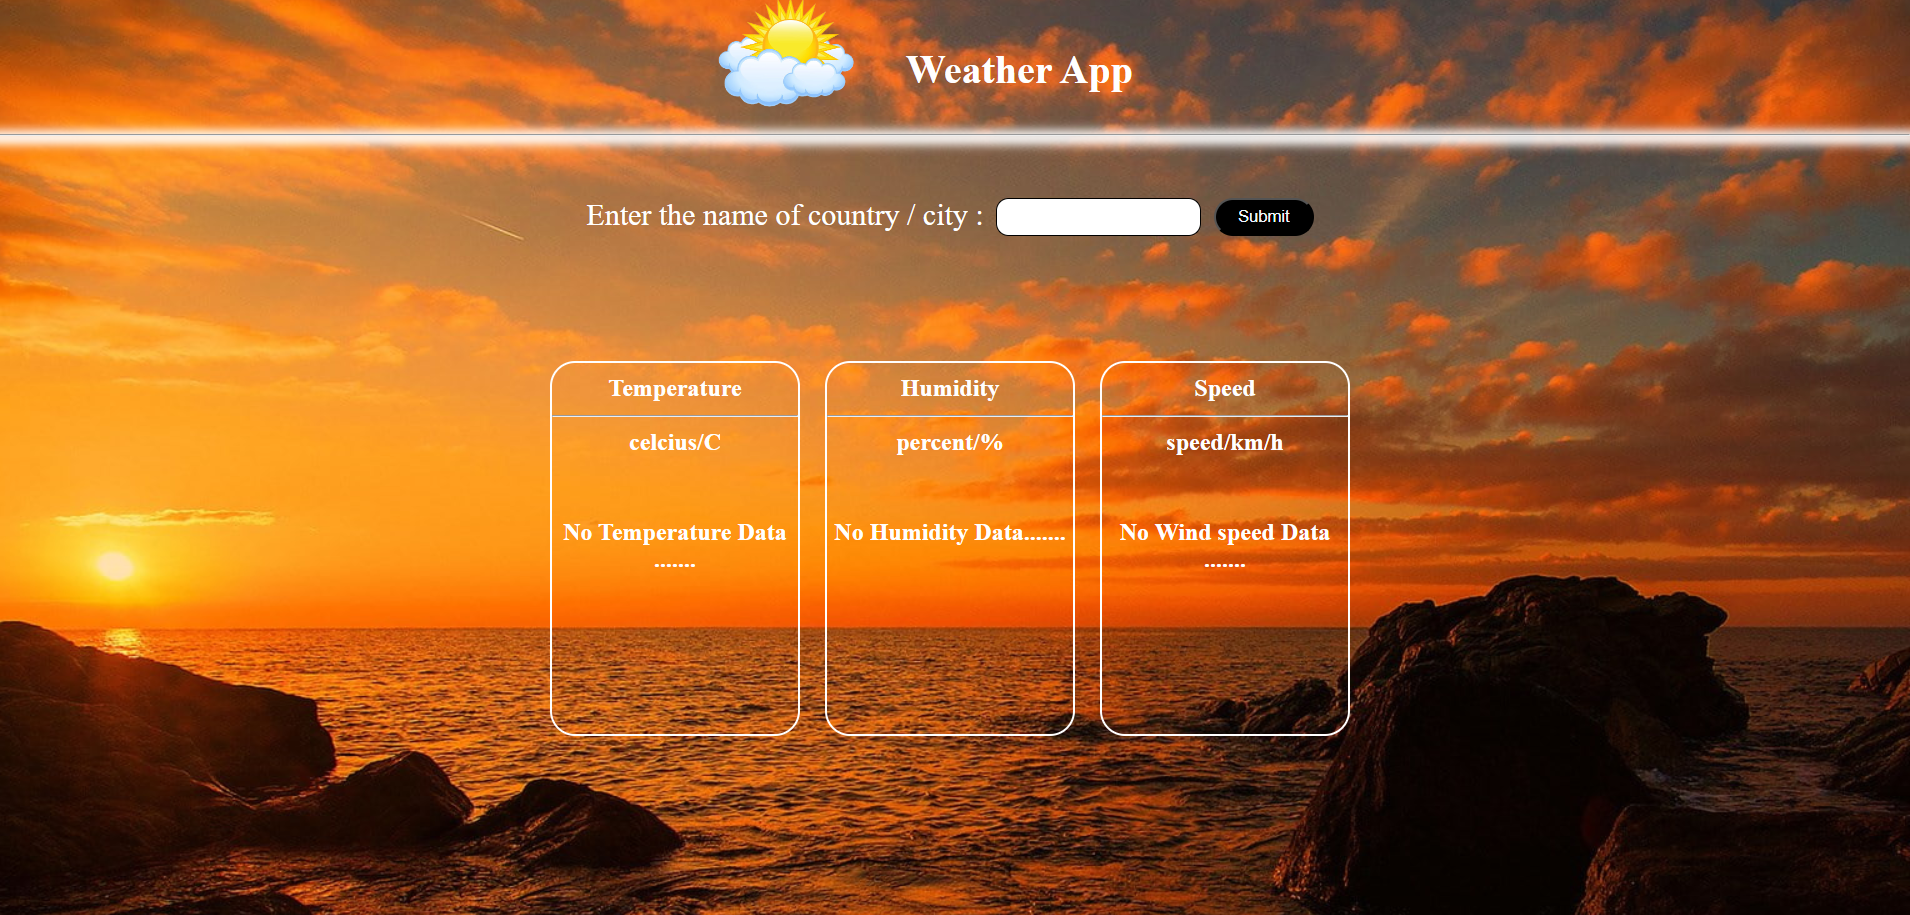 Weather App
Enter the name of country / city :
Submit
Temperature
celcius/C
No Temperature Data
.......
Humidity
percent/%
No Humidity Data.......
Speed
speed/km/h
No Wind speed Data
.......